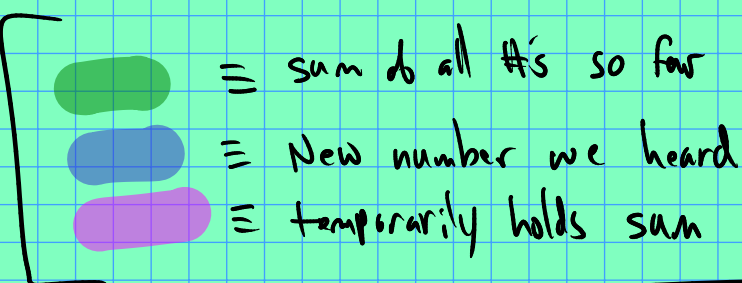 ≡ sum of all #'s so far
≡ New number we heard
≡ temporarily holds sum